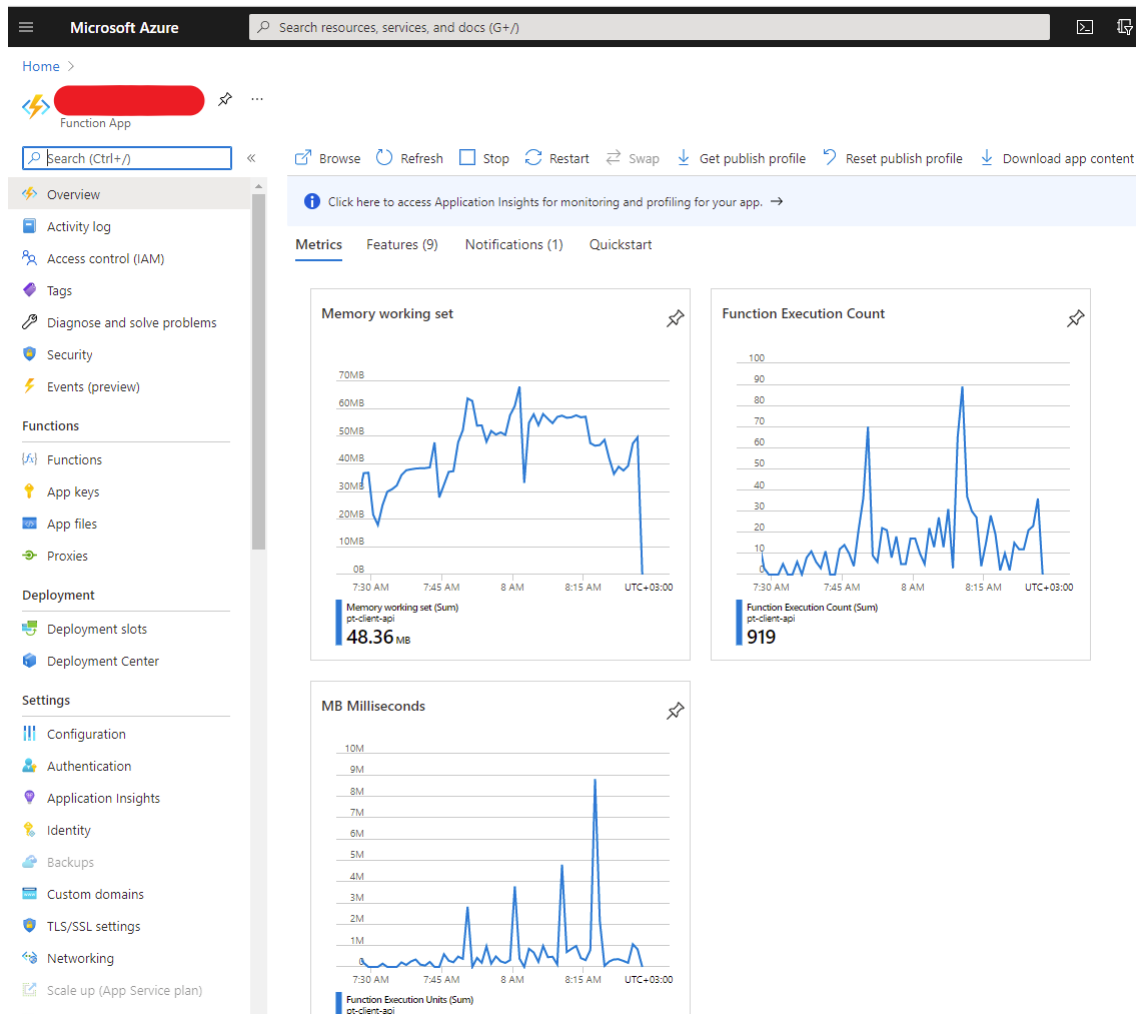 Microsoft Azure
Search resources, services, and docs (G+/)
Home >
Function App
Search (Ctrl+/)
«
Browse
Refresh
Stop
Restart
Swap
Get publish profile
Reset publish profile
Download app content
Overview
Activity log
Access control (IAM)
Tags
Diagnose and solve problems
Security
Events (preview)
Functions
Functions
App keys
App files
Proxies
Deployment
Deployment slots
Deployment Center
Settings
Configuration
Authentication
Application Insights
Identity
Backups
Custom domains
TLS/SSL settings
Networking
Scale up (App Service plan)
Click here to access Application Insights for monitoring and profiling for your app. →
Metrics
Features (9)
Notifications (1)
Quickstart
Memory working set
70MB
60MB
50MB
40MB
30MB
20MB
10MB
0B
7:30 AM 7:45 AM 8 AM 8:15 AM UTC+03:00
Memory working set (Sum)
pt-client-api
48.36 MB
Function Execution Count
100
90
80
70
60
50
40
30
20
10
0
7:30 AM 7:45 AM 8 AM 8:15 AM UTC+03:00
Function Execution Count (Sum)
pt-client-api
919
MB Milliseconds
10M
9M
8M
7M
6M
5M
4M
3M
2M
1M
0
7:30 AM 7:45 AM 8 AM 8:15 AM UTC+03:00
Function Execution Units (Sum)
pt-client-api